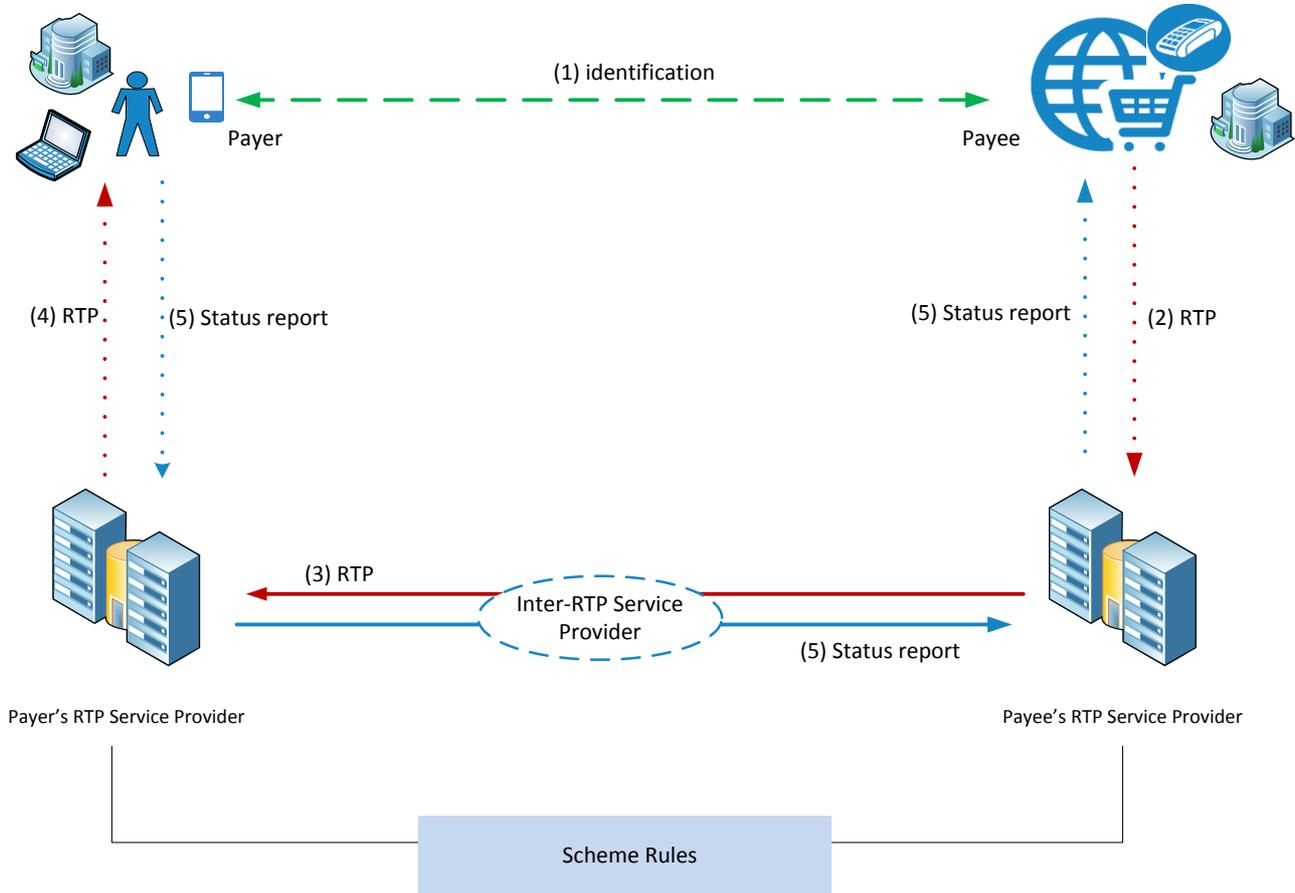 (1) identification
Payer
Payee
(4) RTP
(5) Status report
(5) Status report
(2) RTP
(3) RTP
Inter-RTP Service
Provider
(5) Status report
Payer’s RTP Service Provider
Payee’s RTP Service Provider
Scheme Rules